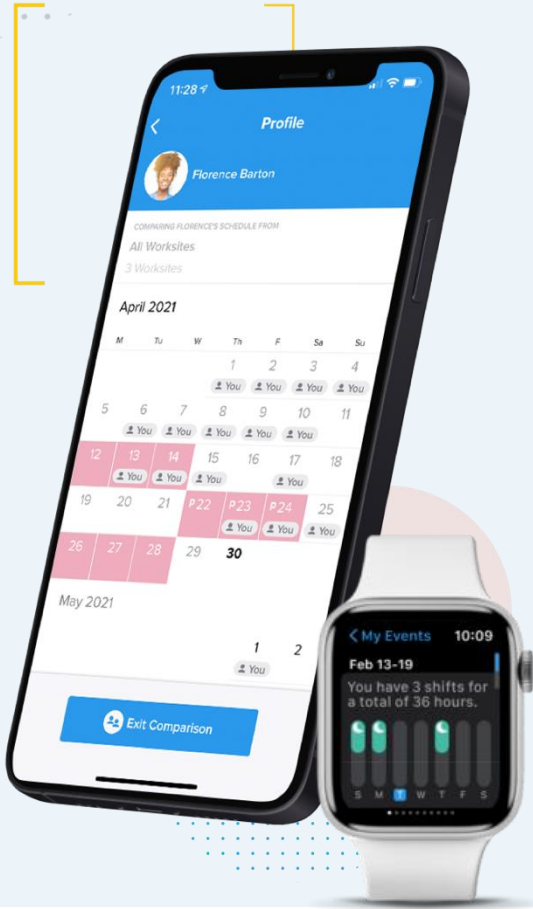 11:28
Profile
Florence Barton
COMPARING FLORENCE'S SCHEDULE FROM
All Worksites
3 Worksites
April 2021
M Tu W Th F Sa Su
1 2 3 4
You You You You
5 6 7 8 9 10 11
You You You You You
12 13 14 15 16 17 18
You You You You
19 20 21 P22 P23 P24 25
You You You
26 27 28 29 30
May 2021
1 2
You
Exit Comparison
< My Events 10:09
Feb 13-19
You have 3 shifts for
a total of 36 hours.
S M T W T F S